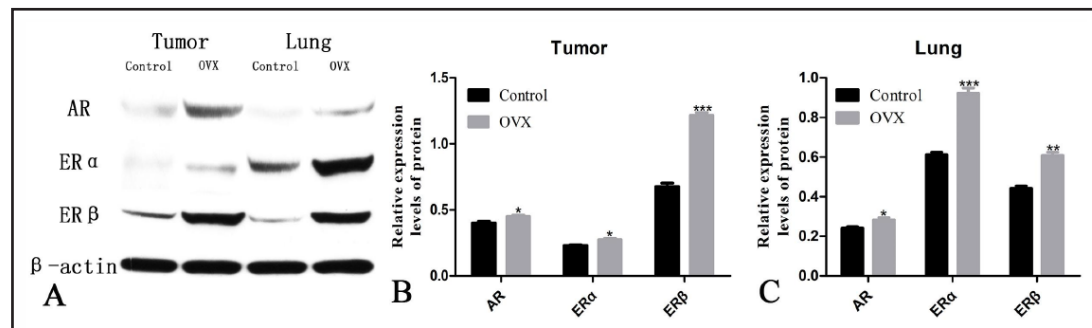 Tumor Lung
Control OVX Control OVX
AR
ERα
ERβ
β-actin
A
Tumor
Relative expression
levels of protein
1.5
1.0
0.5
0.0
Control
OVX
*
*
***
AR ERα ERβ
B
Lung
Relative expression
levels of protein
1.0
0.8
0.6
0.4
0.2
0.0
Control
OVX
*
***
**
AR ERα ERβ
C